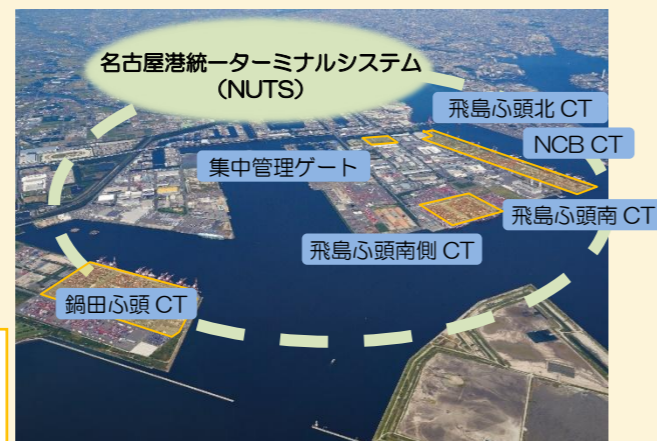 名古屋港統一ターミナルシステム
（NUTS）
飛島ふ頭北 CT
NCB CT
集中管理ゲート
飛島ふ頭南 CT
飛島ふ頭南側 CT
鍋田ふ頭 CT